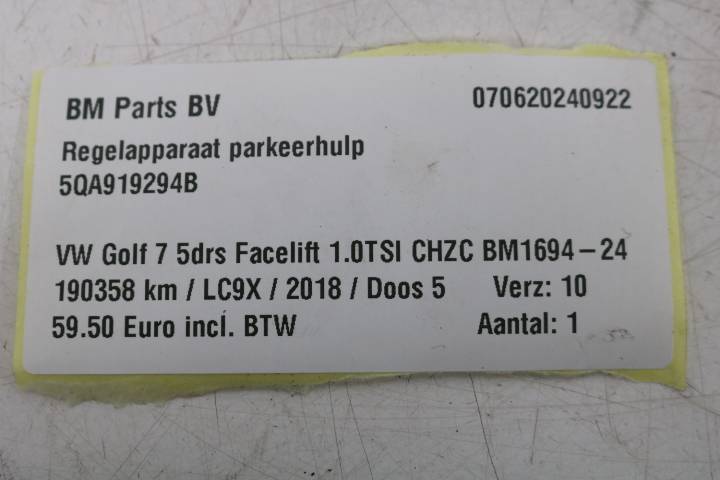 BM Parts BV 070620240922
Regelapparaat parkeerhulp
5QA919294B
VW Golf 7 5drs Facelift 1.0TSI CHZC BM1694-24
190358 km / LC9X / 2018 / Doos 5 Verz: 10
59.50 Euro incl. BTW Aantal: 1